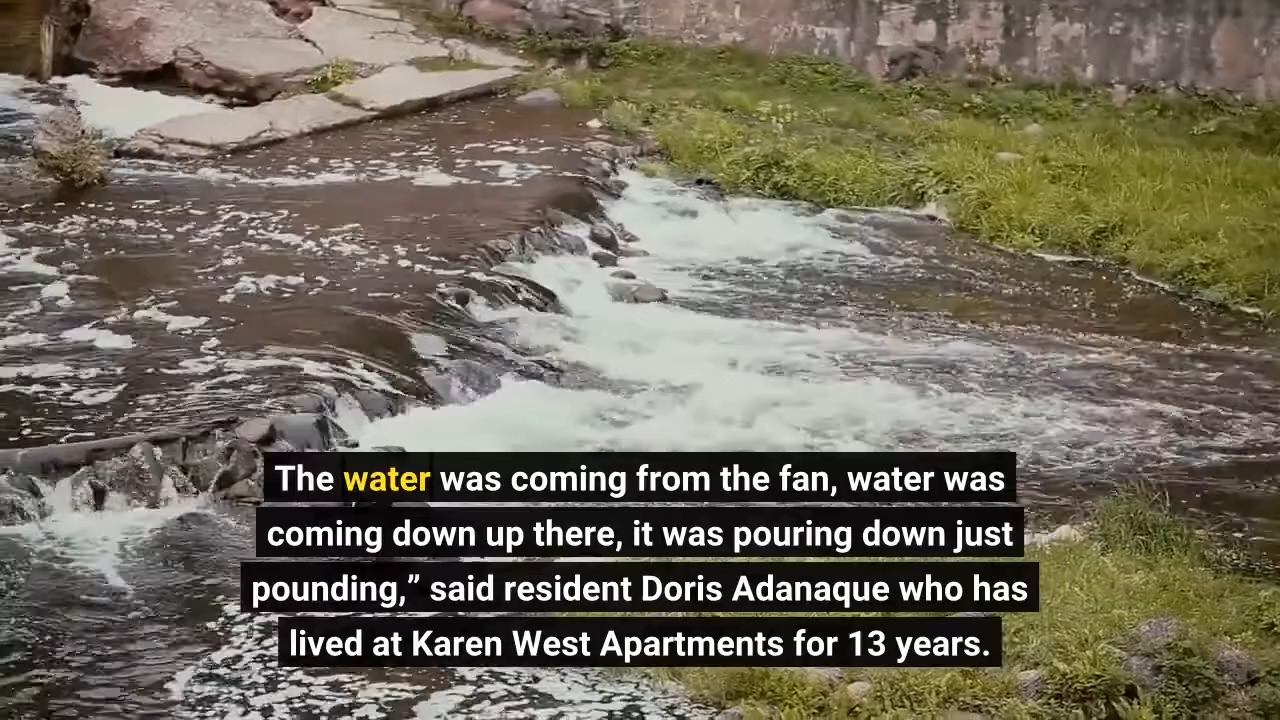 The water was coming from the fan, water was
coming down up there, it was pouring down just
pounding,” said resident Doris Adanaque who has
lived at Karen West Apartments for 13 years.